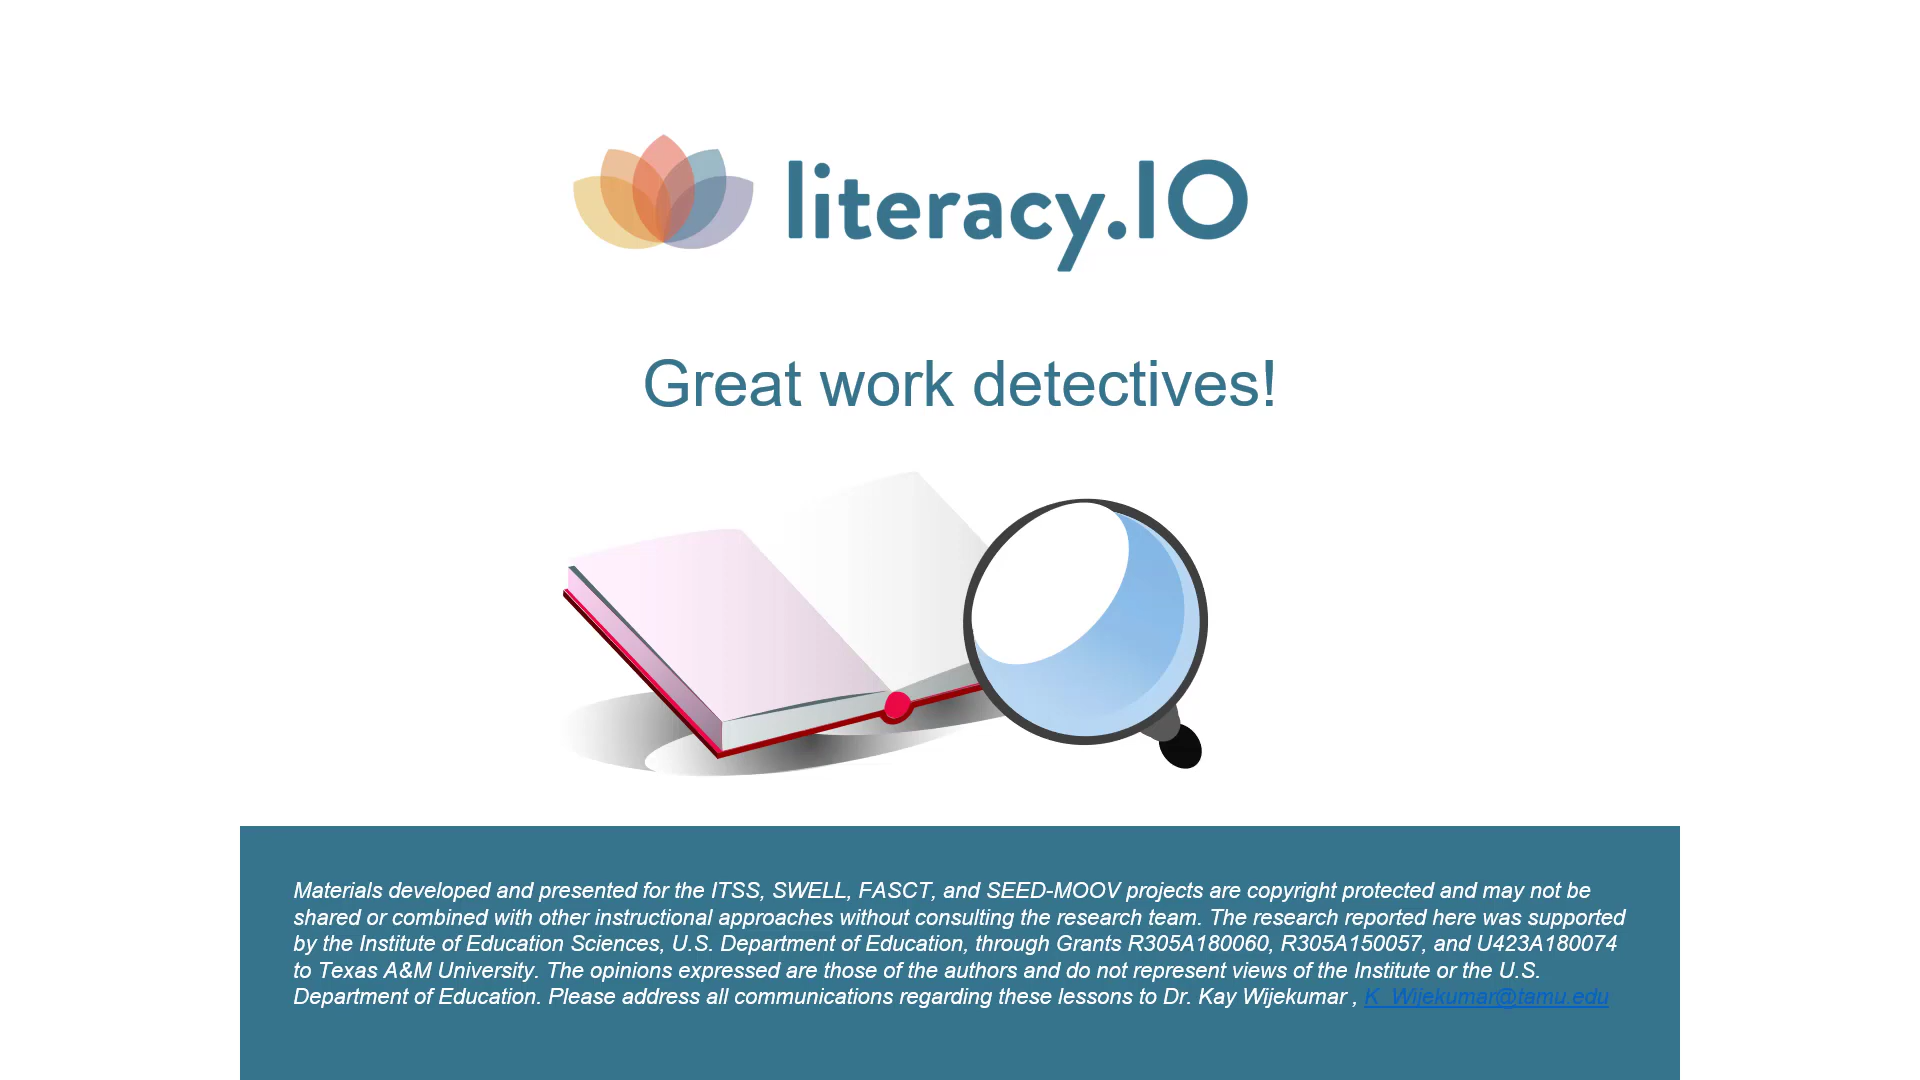 literacy.IO
Great work detectives!
Materials developed and presented for the ITSS, SWELL, FASCT, and SEED-MOOV projects are copyright protected and may not be
shared or combined with other instructional approaches without consulting the research team. The research reported here was supported
by the Institute of Education Sciences, U.S. Department of Education, through Grants R305A180060, R305A150057, and U423A180074
to Texas A&M University. The opinions expressed are those of the authors and do not represent views of the Institute or the U.S.
Department of Education. Please address all communications regarding these lessons to Dr. Kay Wijekumar , K_Wijekumar@tamu.edu